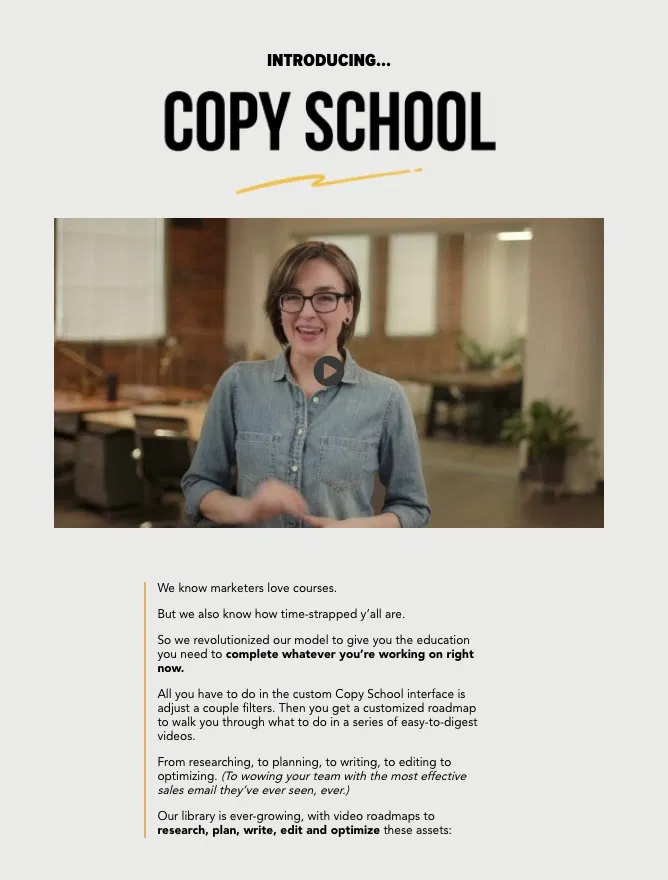 INTRODUCING...
COPY SCHOOL
We know marketers love courses.
But we also know how time-strapped y’all are.
So we revolutionized our model to give you the education
you need to complete whatever you’re working on right
now.
All you have to do in the custom Copy School interface is
adjust a couple filters. Then you get a customized roadmap
to walk you through what to do in a series of easy-to-digest
videos.
From researching, to planning, to writing, to editing to
optimizing. (To wowing your team with the most effective
sales email they’ve ever seen, ever.)
Our library is ever-growing, with video roadmaps to
research, plan, write, edit and optimize these assets: